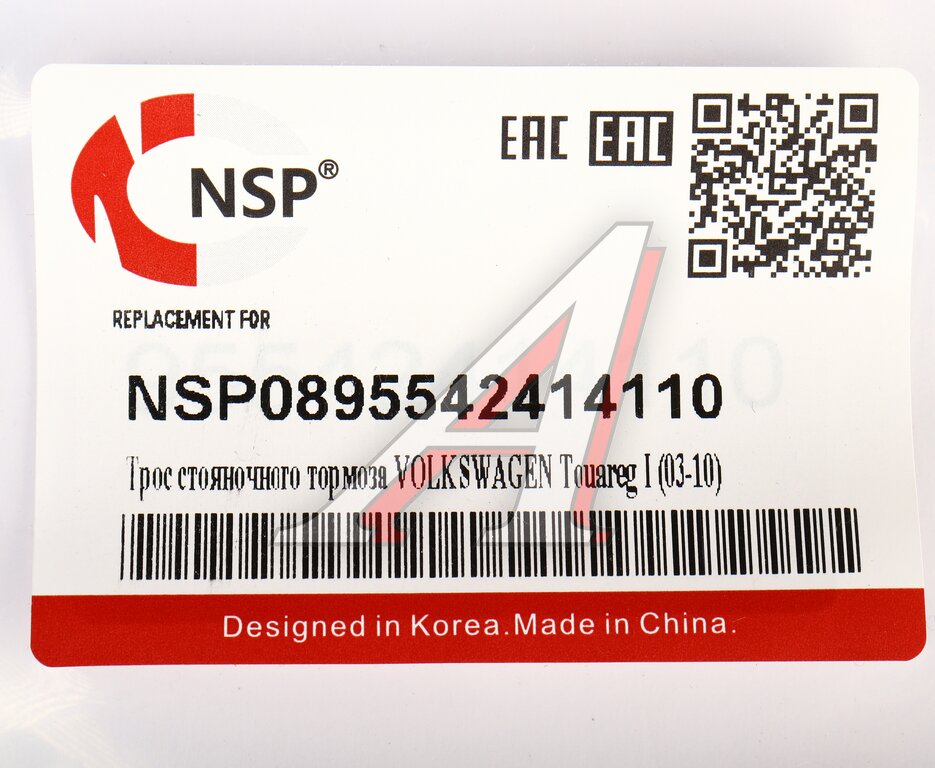 NSP®
EAC EAC
REPLACEMENT FOR
NSP0895542414110
Трос стояночного тормоза VOLKSWAGEN Touareg I (03-10)
Designed in Korea.Made in China.